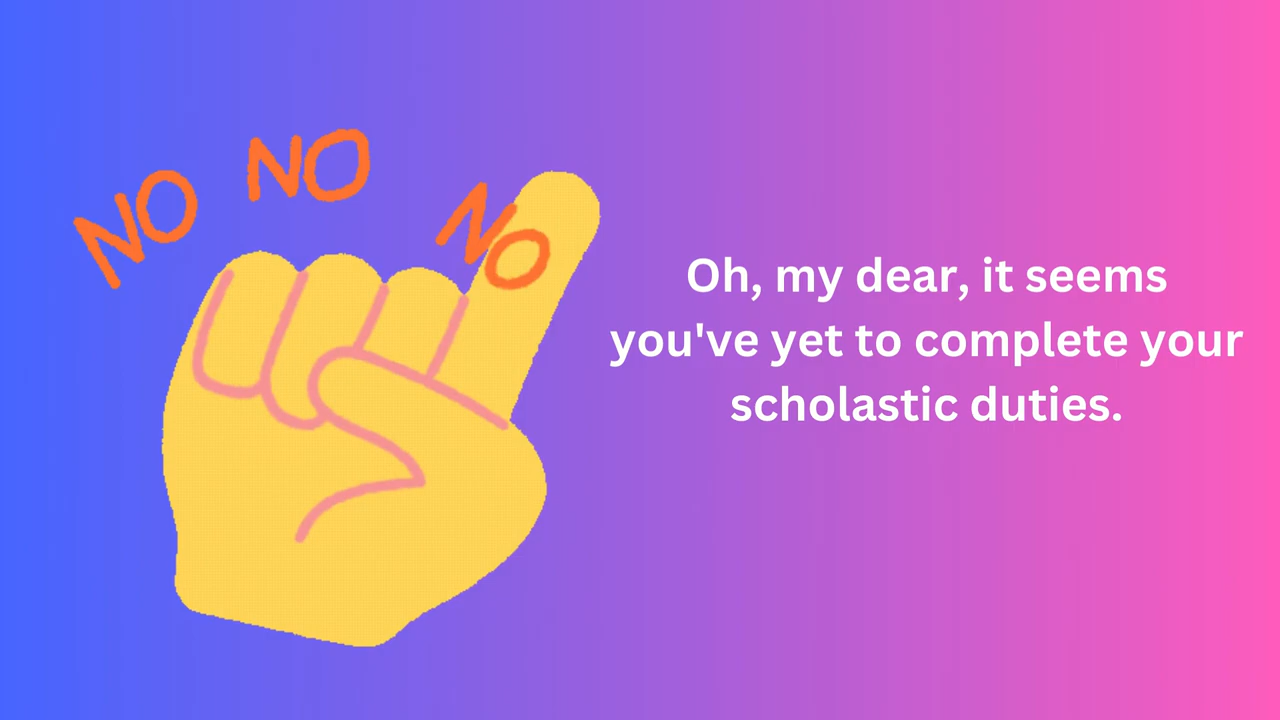 NO NO NO
Oh, my dear, it seems
you've yet to complete your
scholastic duties.